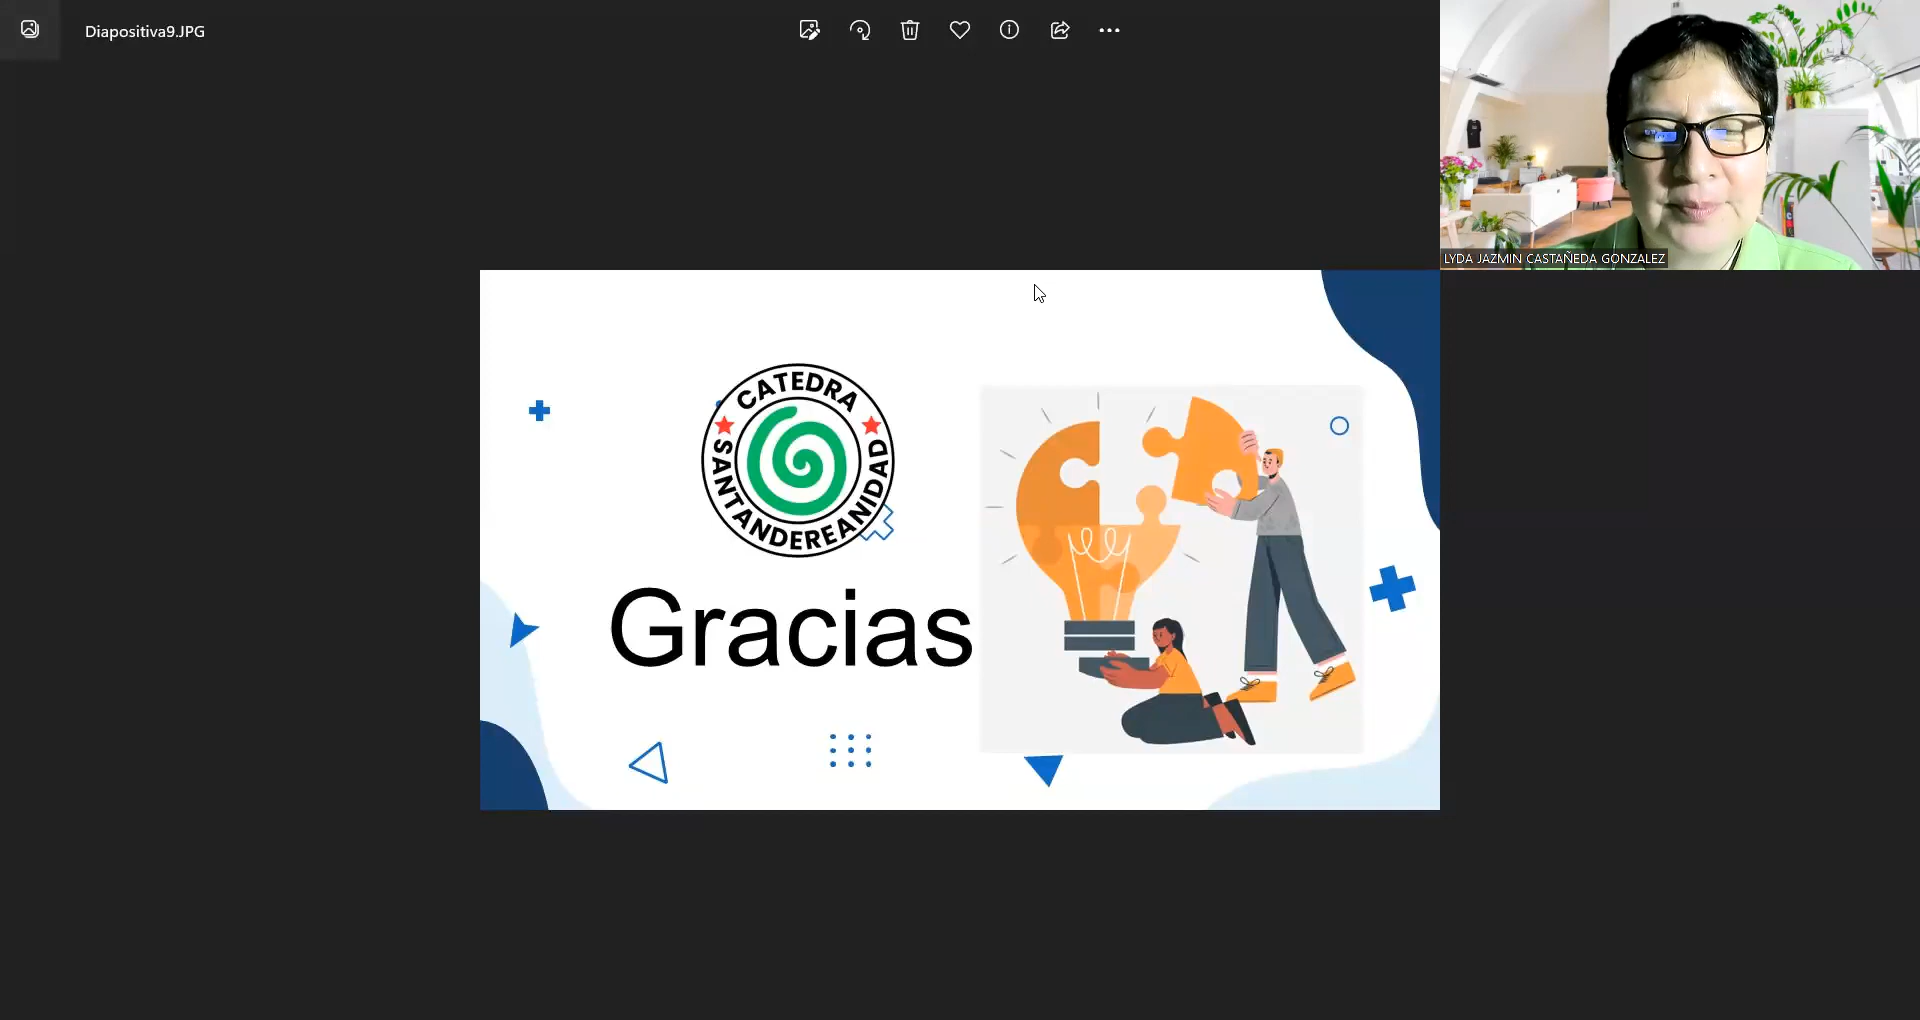 Diapositiva9.JPG
LYDA JAZMIN CASTAÑEDA GONZALEZ
CATEDRA
SANTANDEREANIDAD
Gracias